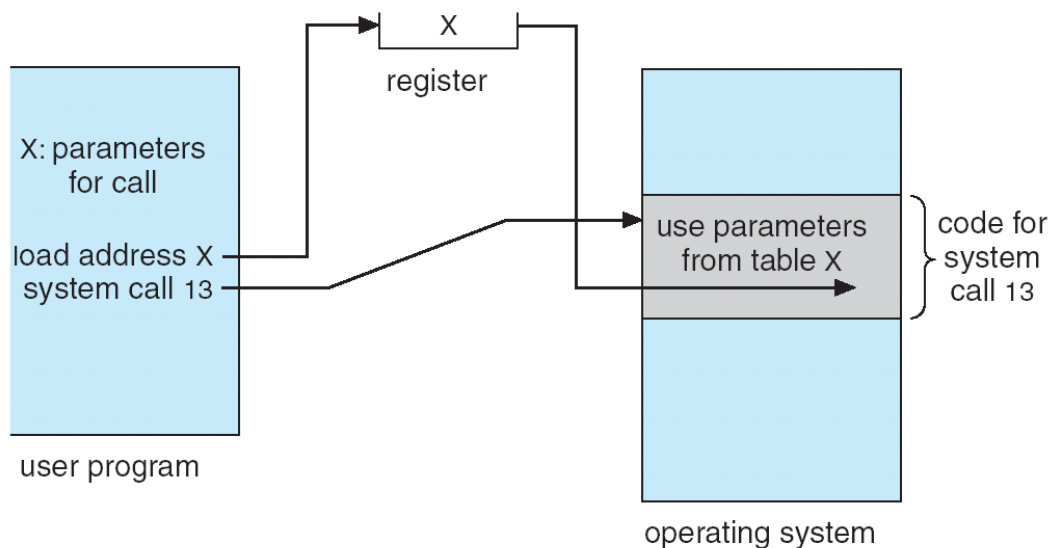 X
register
X: parameters
for call
load address X
system call 13
user program
use parameters
from table X
code for
system
call 13
operating system